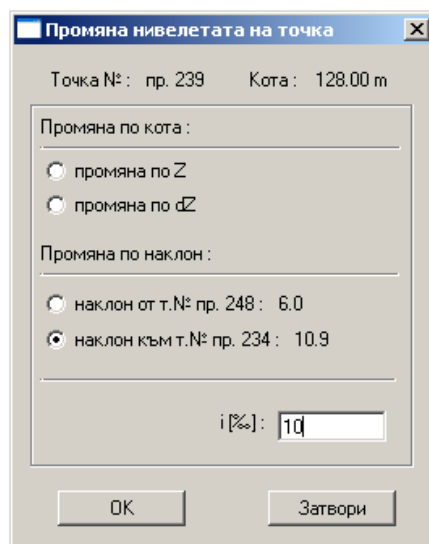 Промяна нивелетата на точка
Точка №: пр. 239 Кота: 128.00 m
Промяна по кота:
промяна по Z
промяна по dZ
Промяна по наклон:
наклон от т.№ пр. 248: 6.0
наклон към т.№ пр. 234: 10.9
i [‰]: 10
OK Затвори